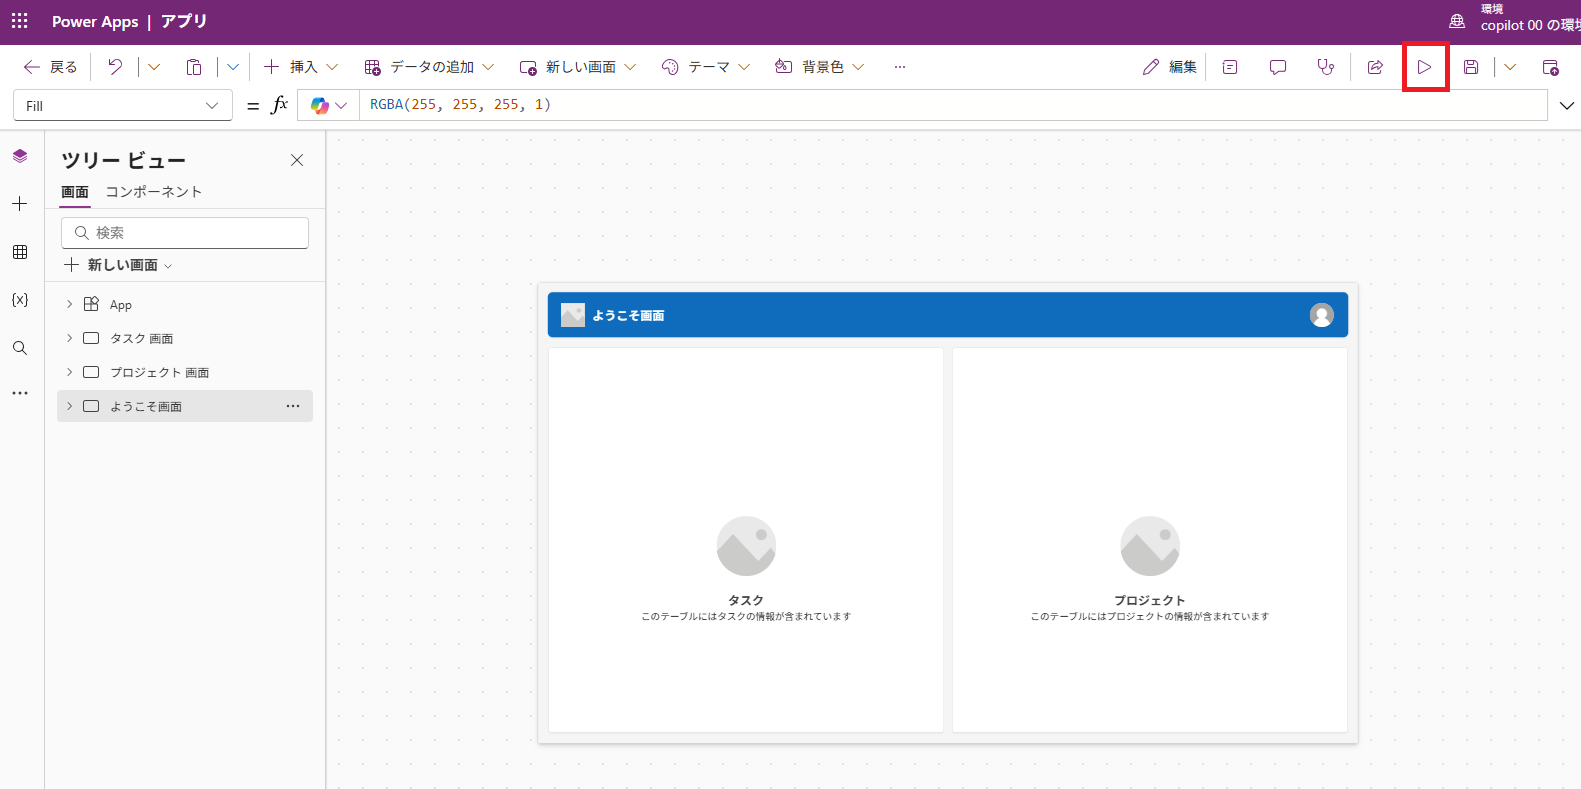 Power Apps | アプリ
環境
copilot 00 の環境
戻る
挿入
データの追加
新しい画面
テーマ
背景色
...
編集
Fill
= fx
RGBA(255, 255, 255, 1)
ツリー ビュー
画面 コンポーネント
検索
新しい画面
{x}
App
タスク 画面
プロジェクト 画面
ようこそ画面
ようこそ画面
タスク
このテーブルにはタスクの情報が含まれています
プロジェクト
このテーブルにはプロジェクトの情報が含まれています